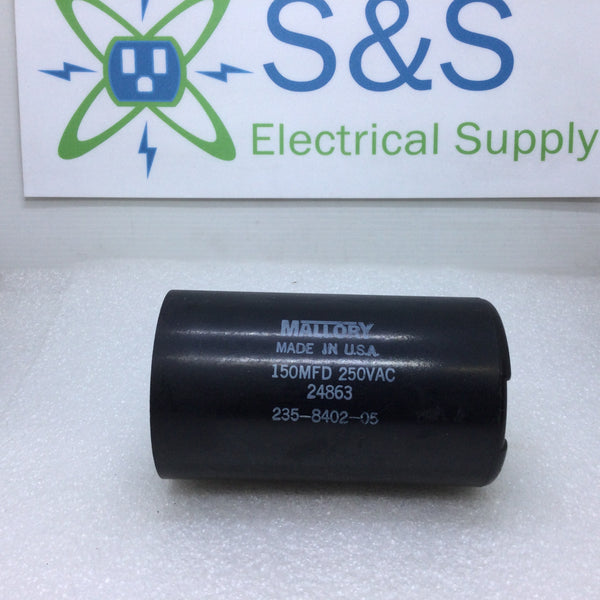 S&S
Electrical Supply
MALLORY
MADE IN U.S.A.
150MFD 250VAC
24863
235-8402-05